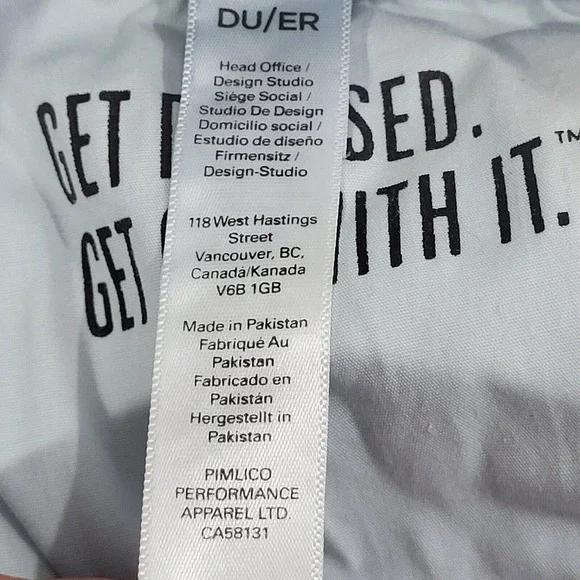 DU/ER
Head Office /
Design Studio
Siège Social /
Studio De Design
Domicilio social /
Estudio de diseño
Firmensitz /
Design-Studio
118 West Hastings
Street
Vancouver, BC,
Canadá/Kanada
V6B 1GB
Made in Pakistan
Fabriqué Au
Pakistan
Fabricado en
Pakistán
Hergestellt in
Pakistan
PIMLICO
PERFORMANCE
APPAREL LTD.
CA58131
GET SED.
GET WITH IT.™